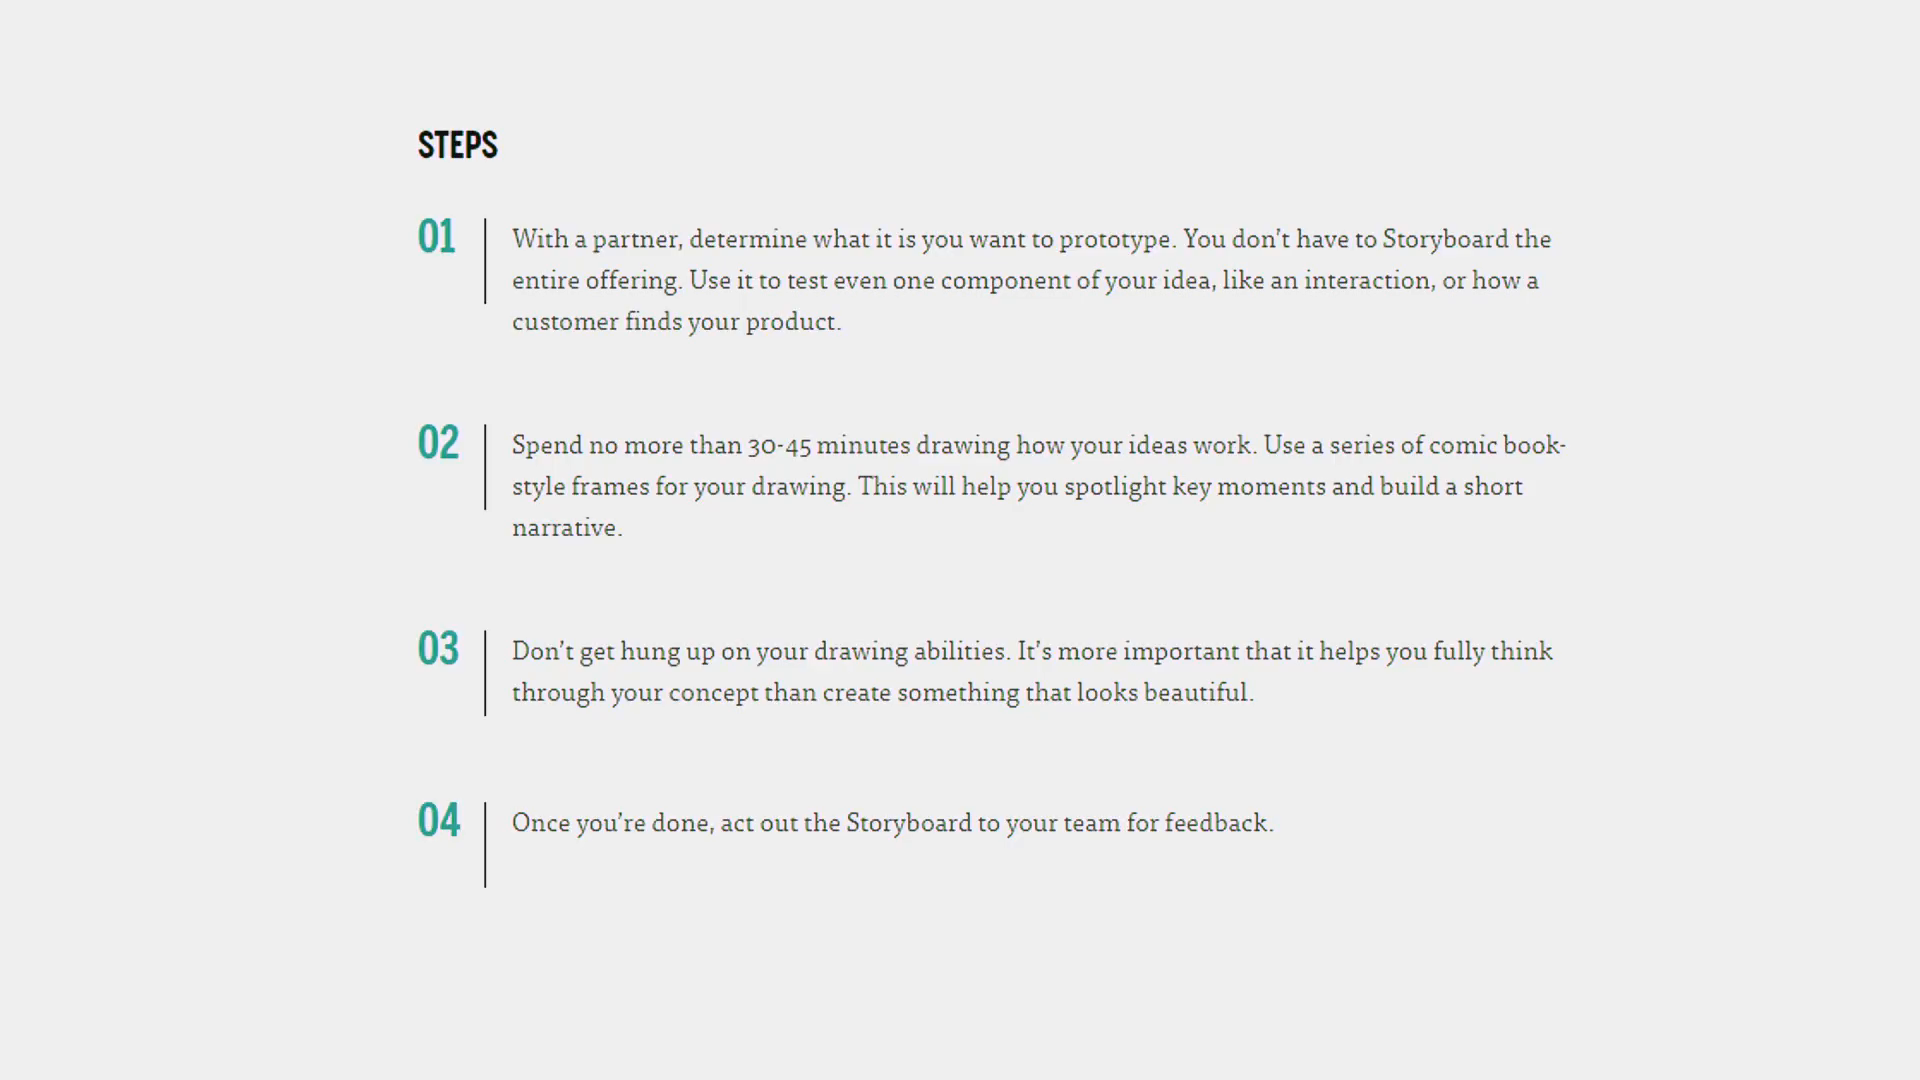 STEPS
01
With a partner, determine what it is you want to prototype. You don’t have to Storyboard the
entire offering. Use it to test even one component of your idea, like an interaction, or how a
customer finds your product.
02
Spend no more than 30-45 minutes drawing how your ideas work. Use a series of comic book-
style frames for your drawing. This will help you spotlight key moments and build a short
narrative.
03
Don’t get hung up on your drawing abilities. It’s more important that it helps you fully think
through your concept than create something that looks beautiful.
04
Once you’re done, act out the Storyboard to your team for feedback.